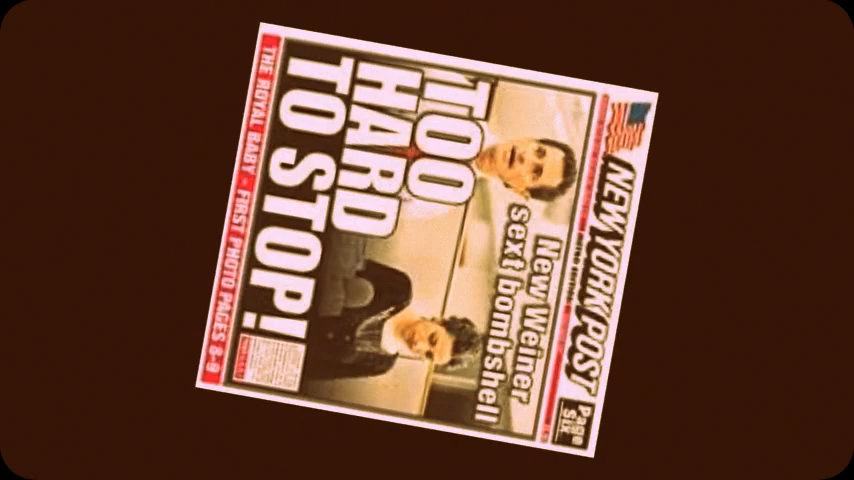 NEW YORK POST
Page
Six
New Weiner
sext bombshell
TOO
HARD
TO STOP!
THE ROYAL BABY - FIRST PHOTO PAGES 8-9